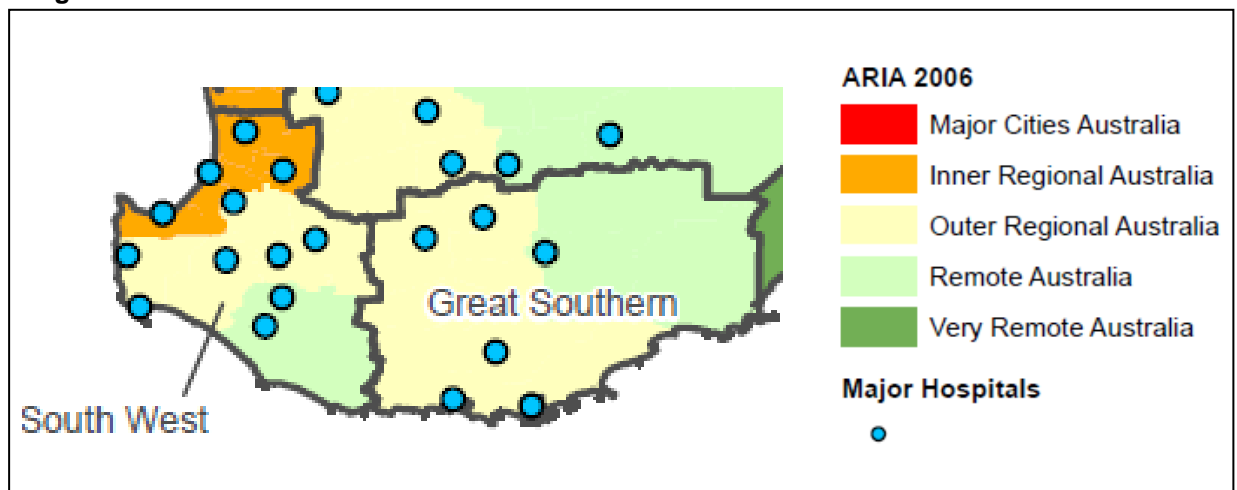 ARIA 2006
Major Cities Australia
Inner Regional Australia
Outer Regional Australia
Remote Australia
Very Remote Australia
Major Hospitals
Great Southern
South West